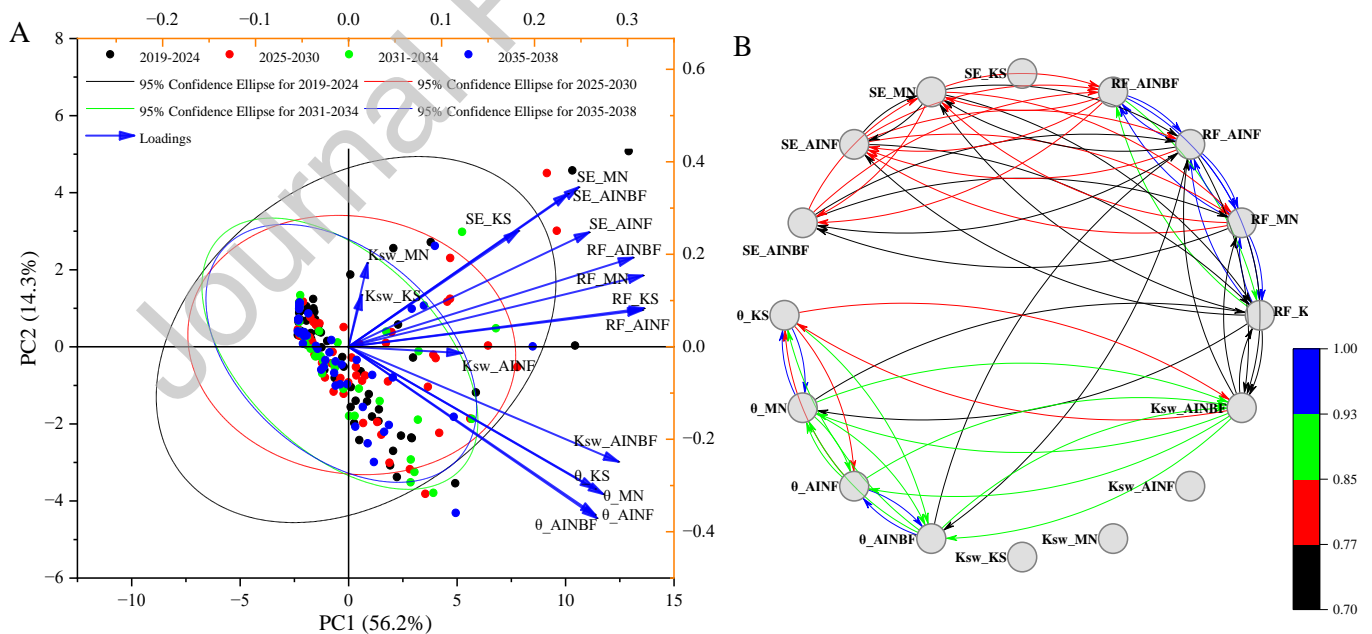 A
−0.2 −0.1 0.0 0.1 0.2 0.3
8
6
4
2
0
−2
−4
−6
PC2 (14.3%)
2019-2024 2025-2030 2031-2034 2035-2038
95% Confidence Ellipse for 2019-2024 95% Confidence Ellipse for 2025-2030
95% Confidence Ellipse for 2031-2034 95% Confidence Ellipse for 2035-2038
Loadings
Journal
SE_MN
SE_AINBF
SE_KS
SE_AINF
Ksw_MN
RF_AINBF
RF_MN
Ksw_KS
RF_KS
RF_AINF
Ksw_AINF
Ksw_AINBF
θ_KS
θ_MN
θ_AINF
θ_AINBF
0.6
0.4
0.2
0.0
−0.2
−0.4
−10 −5 0 5 10 15
PC1 (56.2%)
B
SE_KS
RF_AINBF
SE_MN
RF_AINF
SE_AINF
RF_MN
SE_AINBF
RF_K
θ_KS
θ_MN
Ksw_AINBF
θ_AINF
Ksw_AINF
θ_AINBF
Ksw_MN
Ksw_KS
1.00
0.93
0.85
0.77
0.70